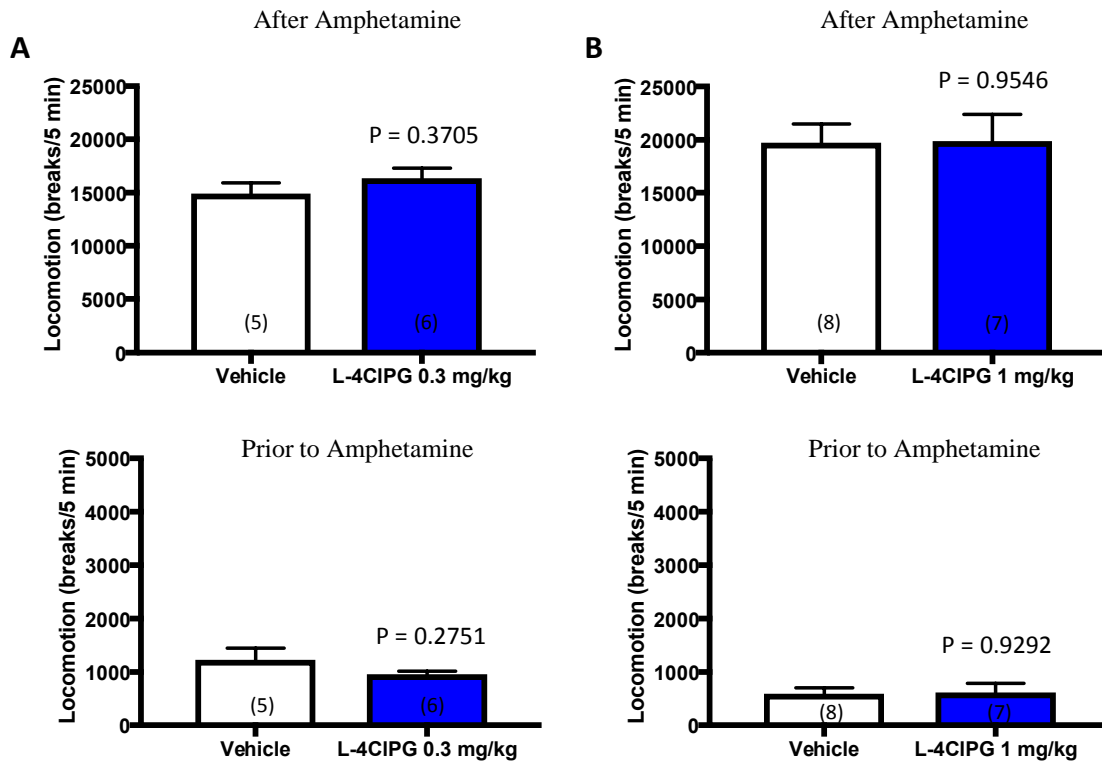 After Amphetamine
A
Locomotion (breaks/5 min)
25000
20000
15000
10000
5000
0
P = 0.3705
(5)
(6)
Vehicle
L-4CIPG 0.3 mg/kg
After Amphetamine
B
Locomotion (breaks/5 min)
25000
20000
15000
10000
5000
0
P = 0.9546
(8)
(7)
Vehicle
L-4CIPG 1 mg/kg
Prior to Amphetamine
Locomotion (breaks/5 min)
5000
4000
3000
2000
1000
0
P = 0.2751
(5)
(6)
Vehicle
L-4CIPG 0.3 mg/kg
Prior to Amphetamine
Locomotion (breaks/5 min)
5000
4000
3000
2000
1000
0
P = 0.9292
(8)
(7)
Vehicle
L-4CIPG 1 mg/kg